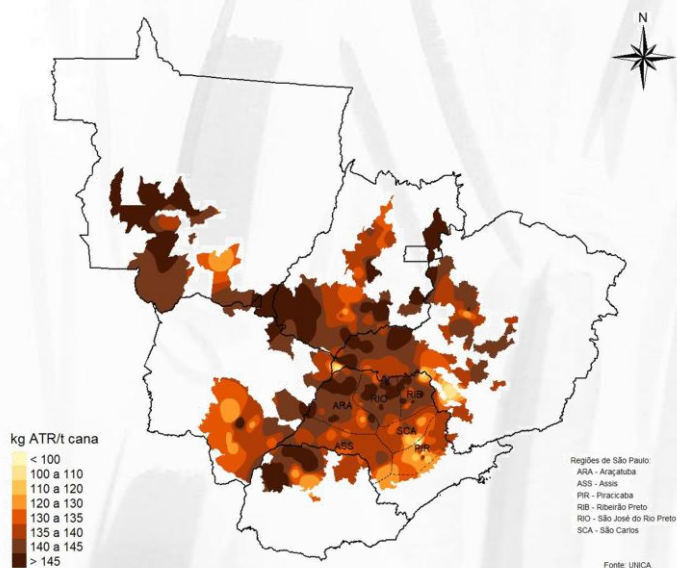 N
ARA
RIO
RIB
SCA
ASS
PIR
kg ATR/t cana
< 100
100 a 110
110 a 120
120 a 130
130 a 135
135 a 140
140 a 145
> 145
Regiões de São Paulo:
ARA - Araçatuba
ASS - Assis
PIR - Piracicaba
RIB - Ribeirão Preto
RIO - São José do Rio Preto
SCA - São Carlos
Fonte: UNICA